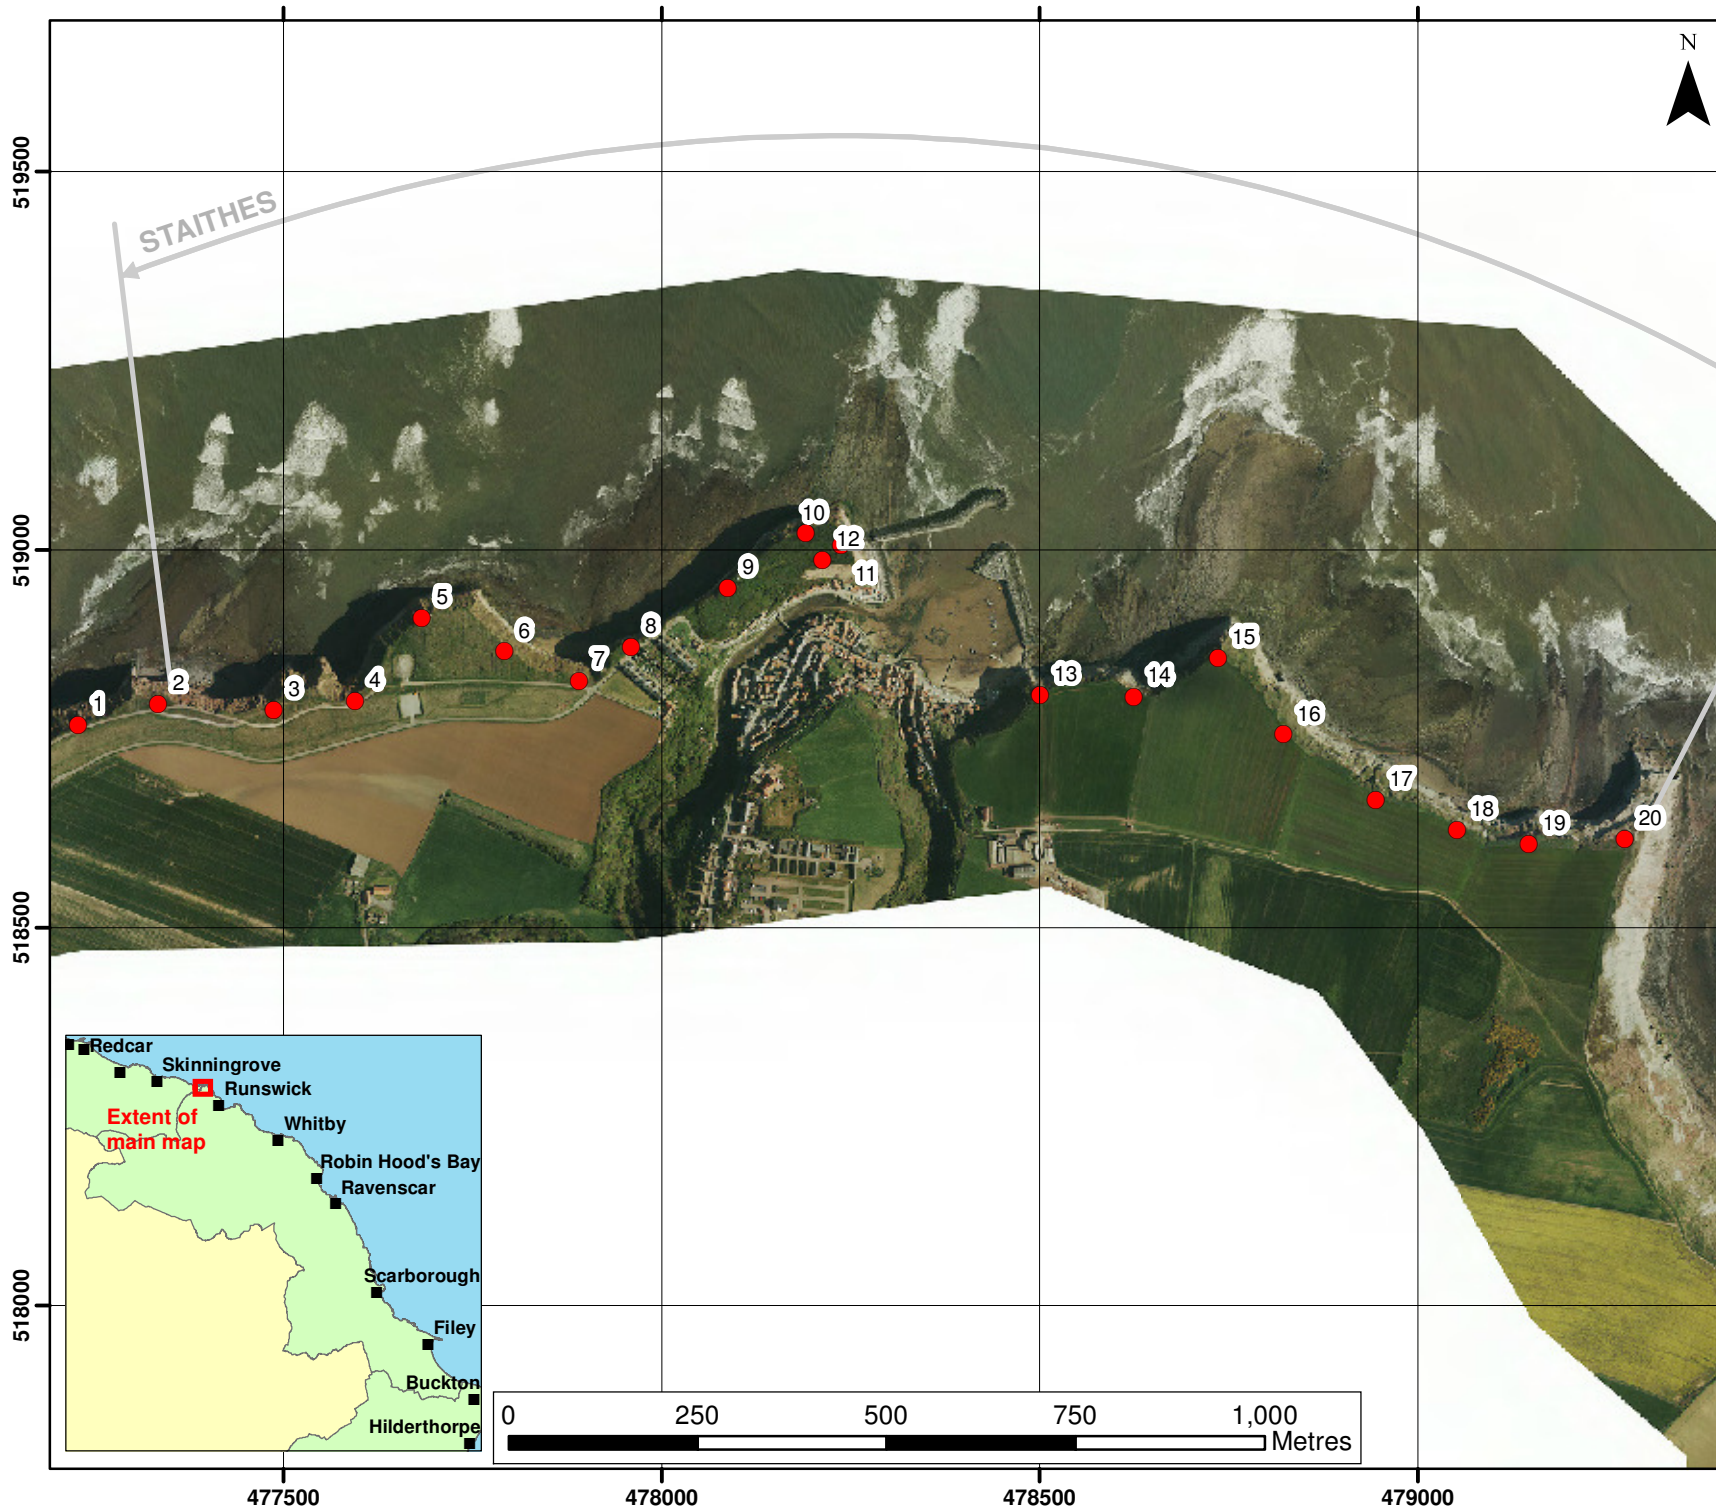 N
519500
STAITHES
10
12
519000
9
11
5
6
8
7
15
1
2
3
4
13
14
16
17
18
19
20
518500
Redcar
Skinningrove
Runswick
Extent of
main map
Whitby
Robin Hood's Bay
Ravenscar
518000
Scarborough
Filey
Buckton
Hilderthorpe
0 250 500 750 1,000
Metres
477500 478000 478500 479000